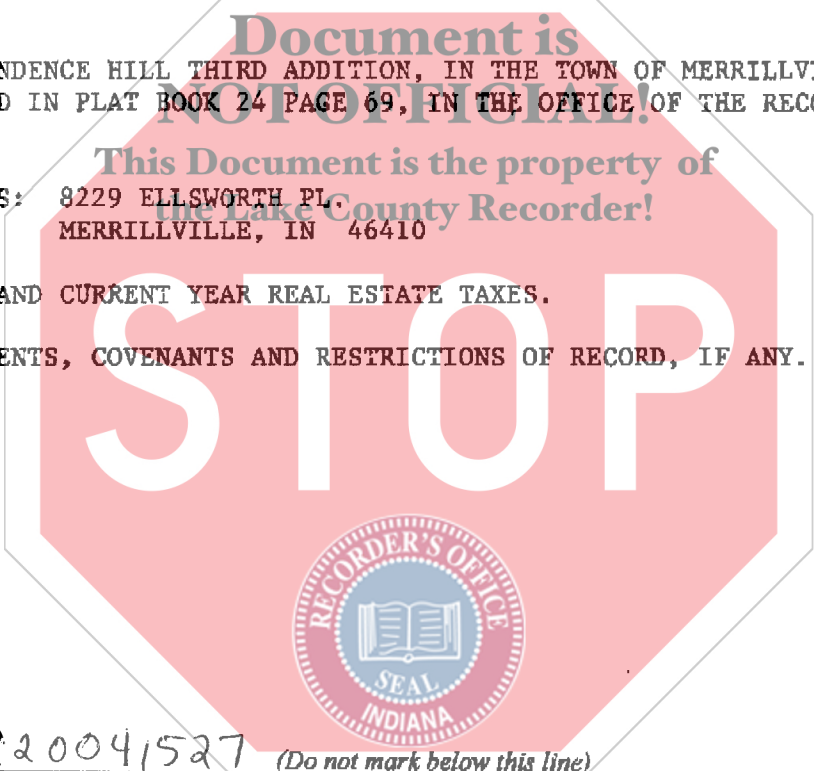 Document is
NDENCE HILL THIRD ADDITION, IN THE TOWN OF MERRILLVI
NOT OFFICIAL!
D IN PLAT BOOK 24 PAGE 69, IN THE OFFICE OF THE RECO
This Document is the property of
S: 8229 ELLSWORTH PL.
the Lake County Recorder!
MERRILLVILLE, IN 46410
AND CURRENT YEAR REAL ESTATE TAXES.
ENTS, COVENANTS AND RESTRICTIONS OF RECORD, IF ANY.
STOP
RECORDER'S OFFICE
SEAL
INDIANA
20041527 (Do not mark below this line)